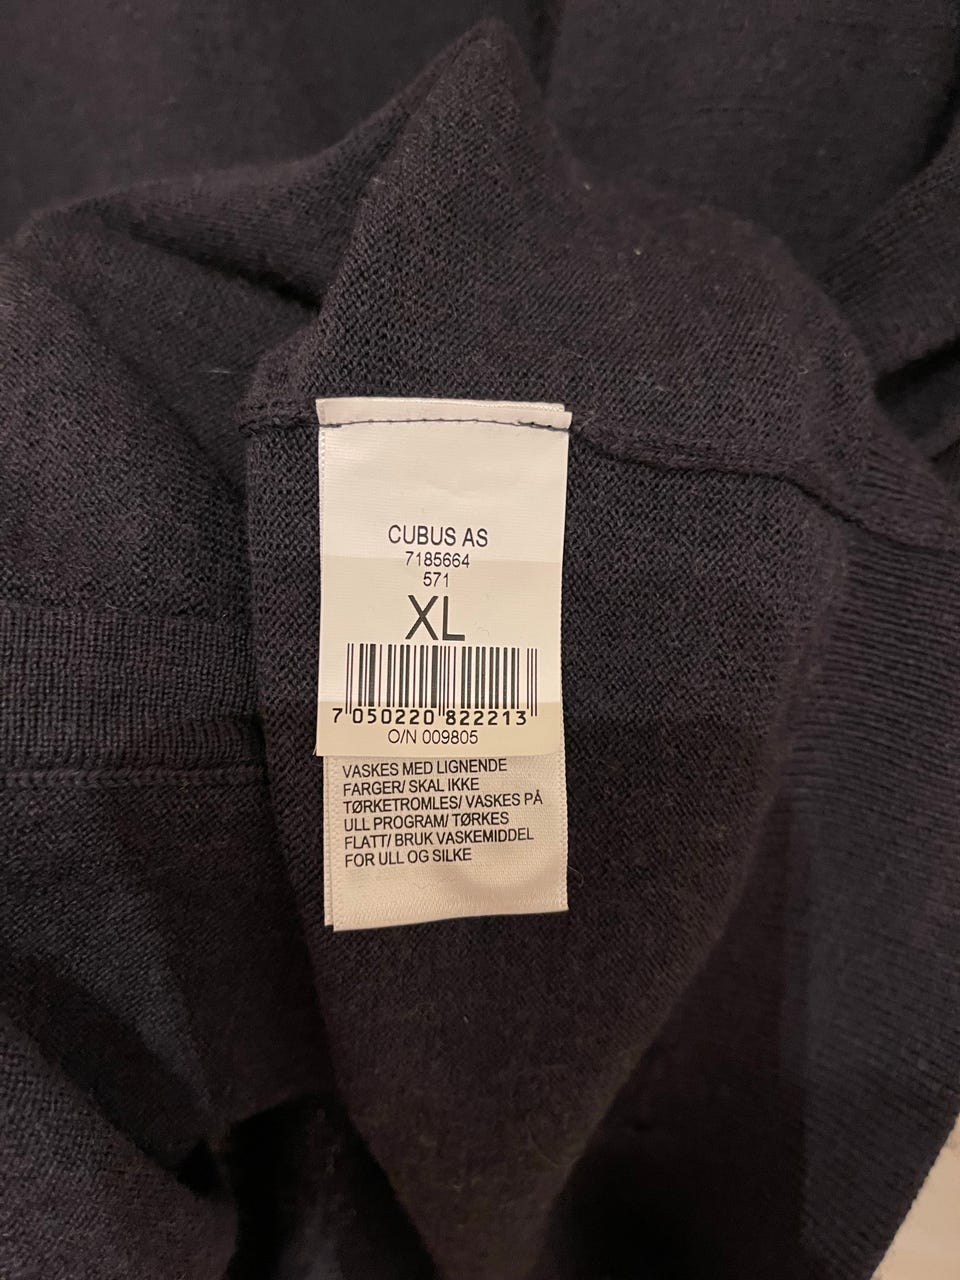 CUBUS AS
7185664
571
XL
7 050220 822213
O/N 009805
VASKES MED LIGNENDE
FARGER/ SKAL IKKE
TØRKETROMLES/ VASKES PÅ
ULL PROGRAM/ TØRKES
FLATT/ BRUK VASKEMIDDEL
FOR ULL OG SILKE